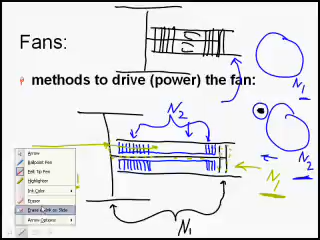 Fans:
N1
methods to drive (power) the fan:
N2
N2
N1
N1
Arrow
Ballpoint Pen
Felt Tip Pen
Highlighter
Ink Color
Eraser
Erase All Ink on Slide
Arrow Options